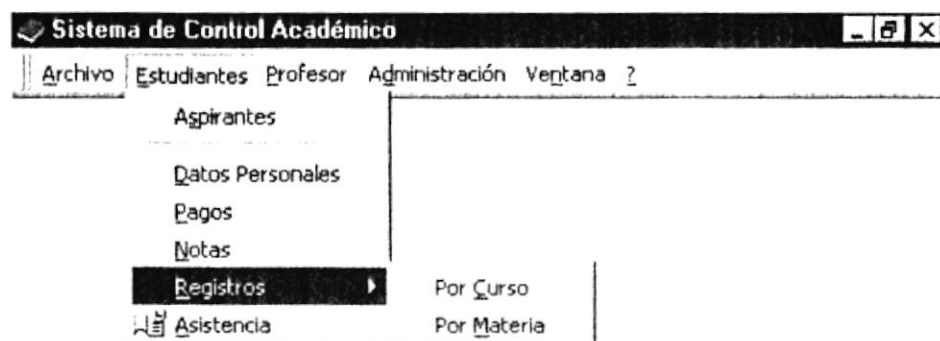 Sistema de Control Académico
Archivo Estudiantes Profesor Administración Ventana ?
Aspirantes
Datos Personales
Pagos
Notas
Registros Por Curso
Asistencia Por Materia